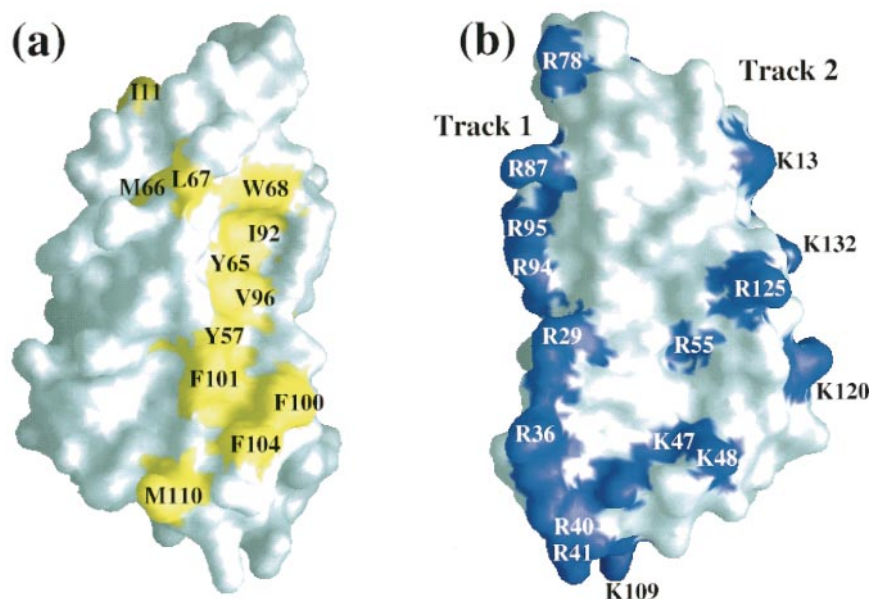 (a)
I11
M66
L67
W68
I92
Y65
V96
Y57
F101
F100
F104
M110
(b)
R78
Track 2
Track 1
K13
R87
R95
K132
R94
R125
R29
R55
K120
R36
K47
K48
R40
R41
K109